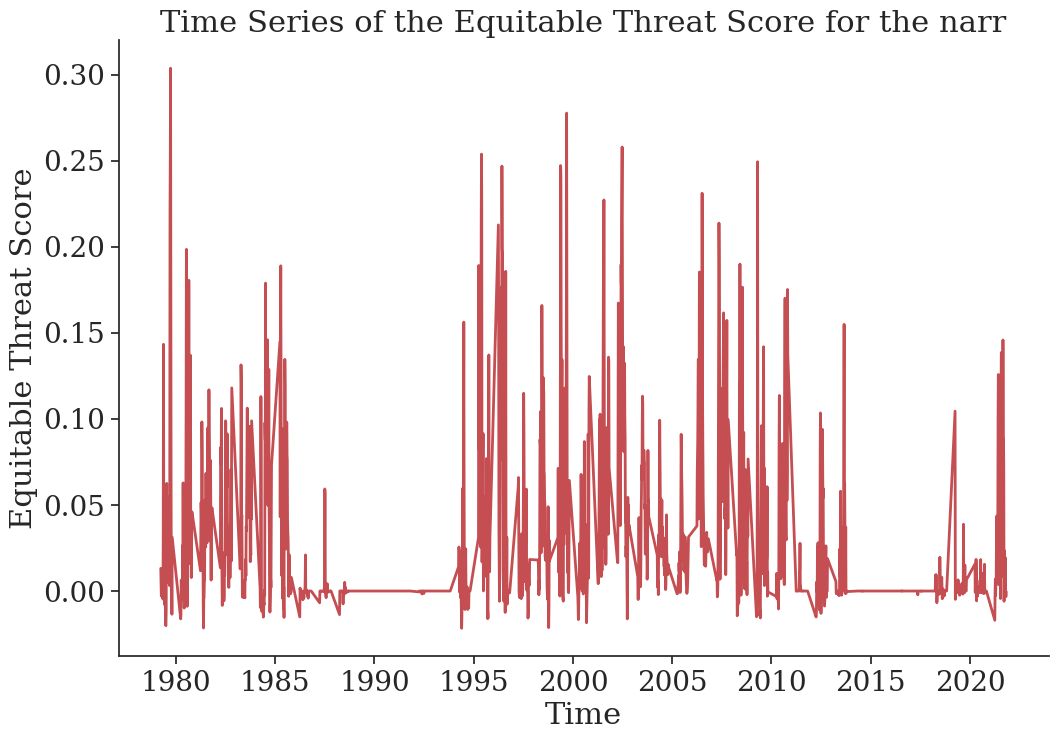 Time Series of the Equitable Threat Score for the narr
Equitable Threat Score
0.30
0.25
0.20
0.15
0.10
0.05
0.00
1980 1985 1990 1995 2000 2005 2010 2015 2020
Time